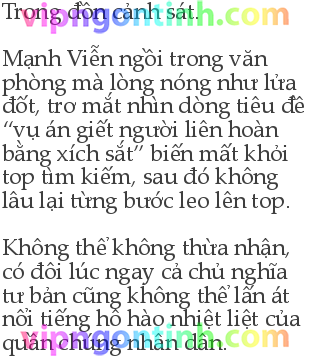 Trong đồn cảnh sát.
vipngontinh.com
Mạnh Viễn ngồi trong văn
phòng mà lòng nóng như lửa
đốt, trơ mắt nhìn dòng tiêu đề
“vụ án giết người liên hoàn
bằng xích sắt” biến mất khỏi
top tìm kiếm, sau đó không
lâu lại từng bước leo lên top.
Không thể không thừa nhận,
có đôi lúc ngay cả chủ nghĩa
tư bản cũng không thể lấn át
nổi tiếng hô hào nhiệt liệt của
quần chúng nhân dân.
vipngontinh.com